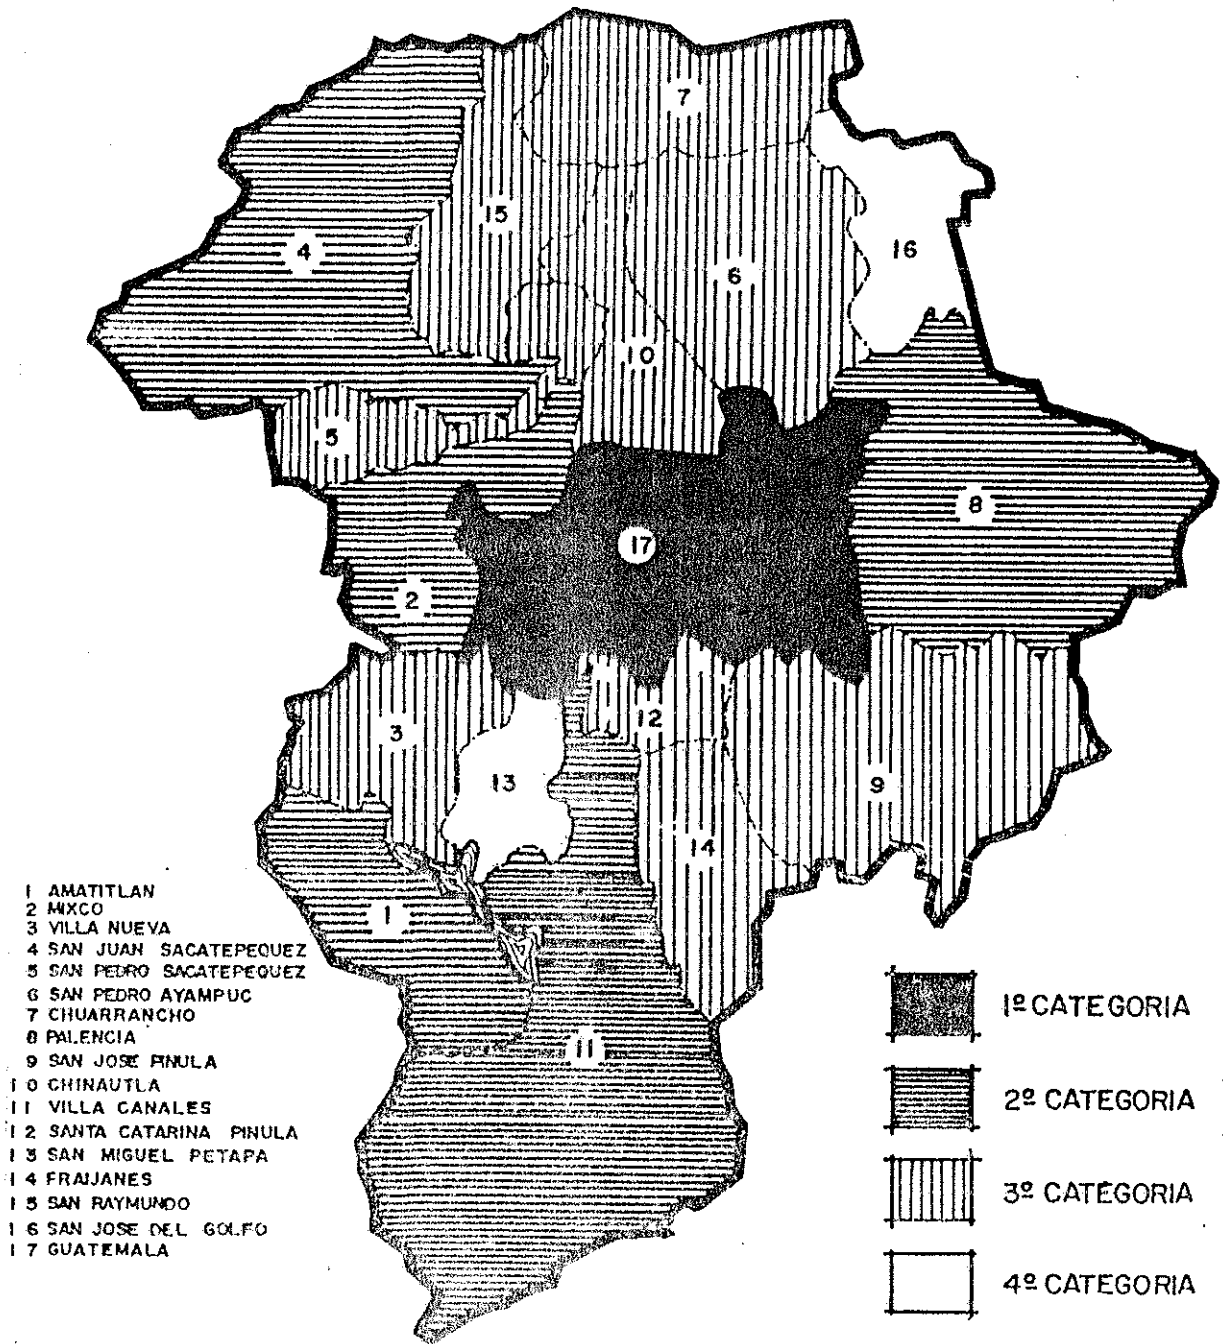 7
15
16
4
6
10
5
8
17
2
12
3
13
9
14
1
11
1 AMATITLAN
2 MIXCO
3 VILLA NUEVA
4 SAN JUAN SACATEPEQUEZ
5 SAN PEDRO SACATEPEQUEZ
6 SAN PEDRO AYAMPUC
7 CHUARRANCHO
8 PALENCIA
9 SAN JOSE PINULA
10 CHINAUTLA
11 VILLA CANALES
12 SANTA CATARINA PINULA
13 SAN MIGUEL PETAPA
14 FRAIJANES
15 SAN RAYMUNDO
16 SAN JOSE DEL GOLFO
17 GUATEMALA
1º CATEGORIA
2º CATEGORIA
3º CATEGORIA
4º CATEGORIA